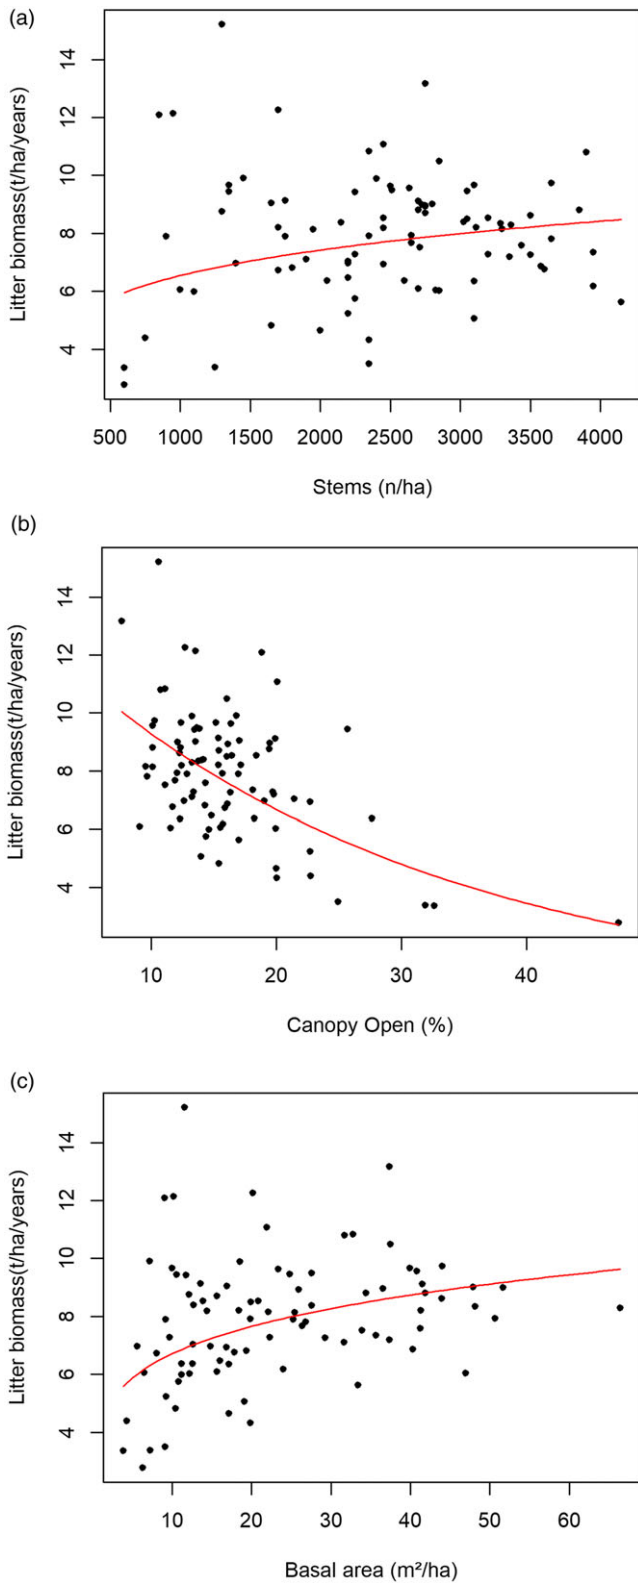 (a)
Litter biomass(t/ha/years)
14
12
10
8
6
4
500 1000 1500 2000 2500 3000 3500 4000
Stems (n/ha)
(b)
Litter biomass(t/ha/years)
14
12
10
8
6
4
10 20 30 40
Canopy Open (%)
(c)
Litter biomass(t/ha/years)
14
12
10
8
6
4
10 20 30 40 50 60
Basal area (m²/ha)